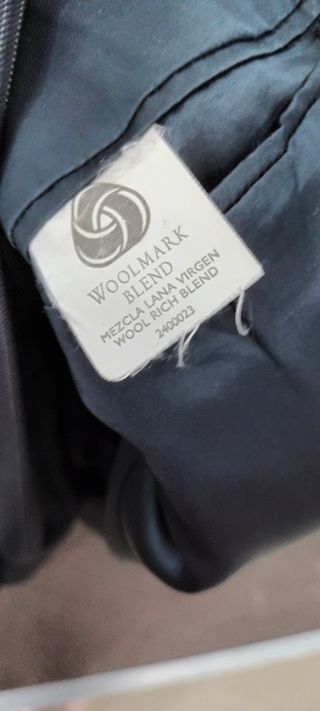 WOOLMARK
BLEND
MEZCLA LANA VIRGEN
WOOL RICH BLEND
2400023